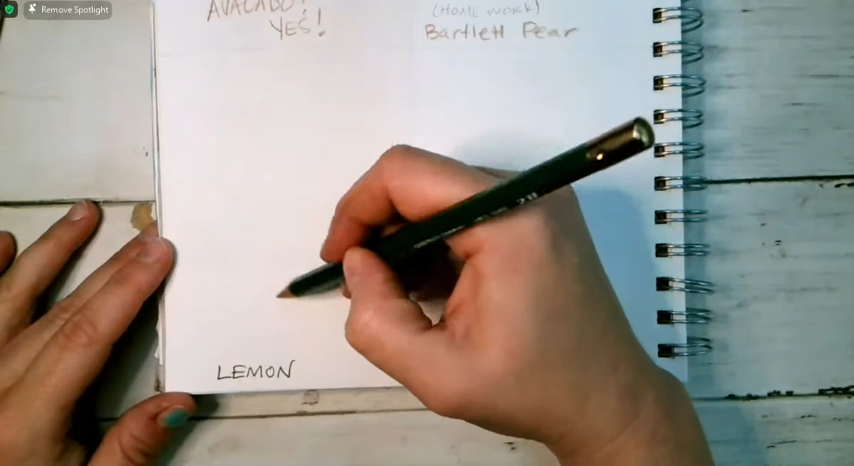 Remove Spotlight
AVACADO!
YES!
(HOME WORK)
Bartlett Pear
LEMON